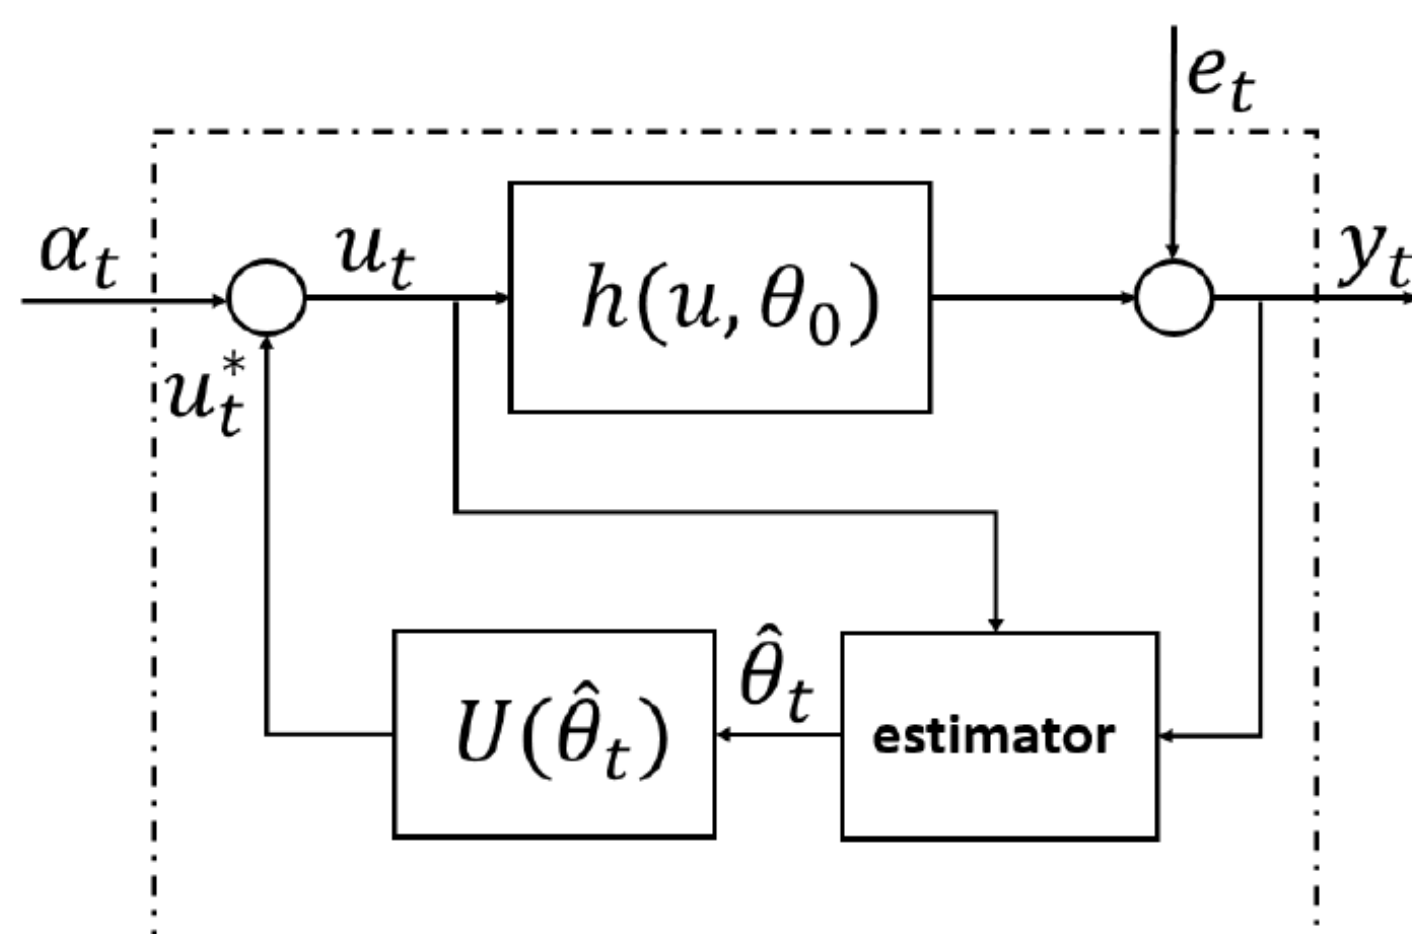 e_t
α_t
u_t
h(u, θ_0)
y_t
u_t^*
U(θ̂_t)
θ̂_t
estimator